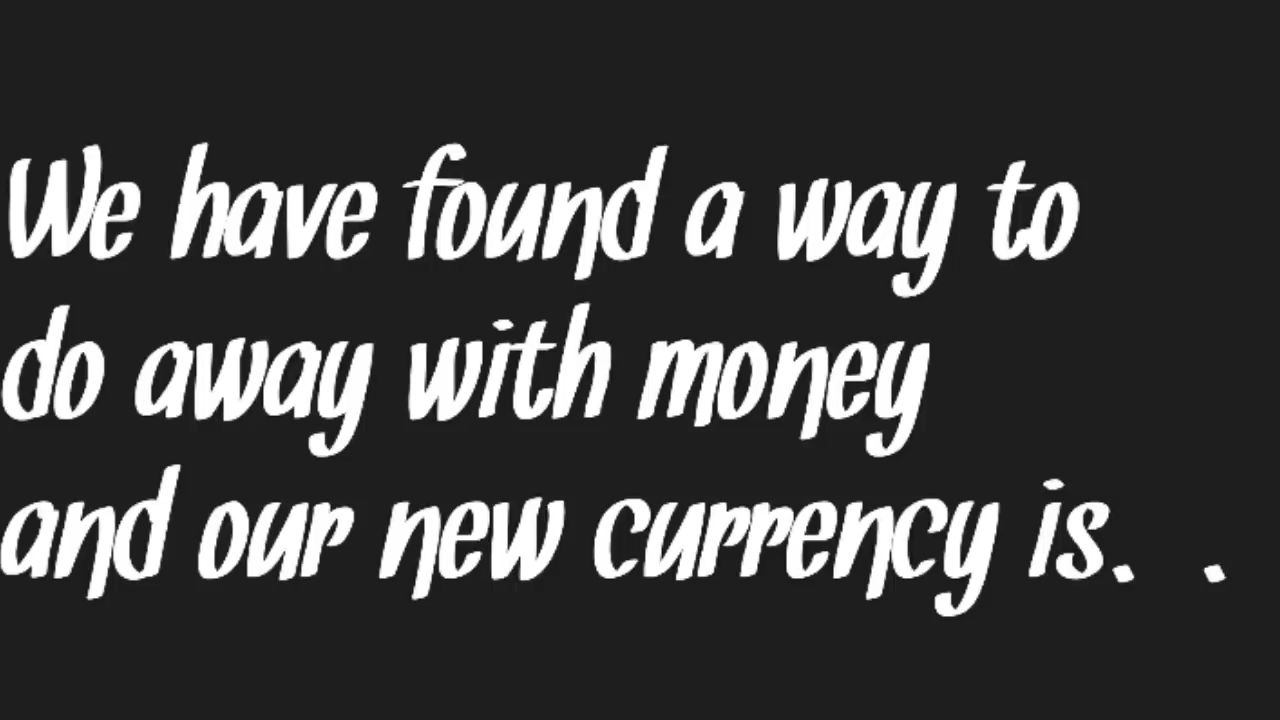 We have found a way to
do away with money
and our new currency is. .